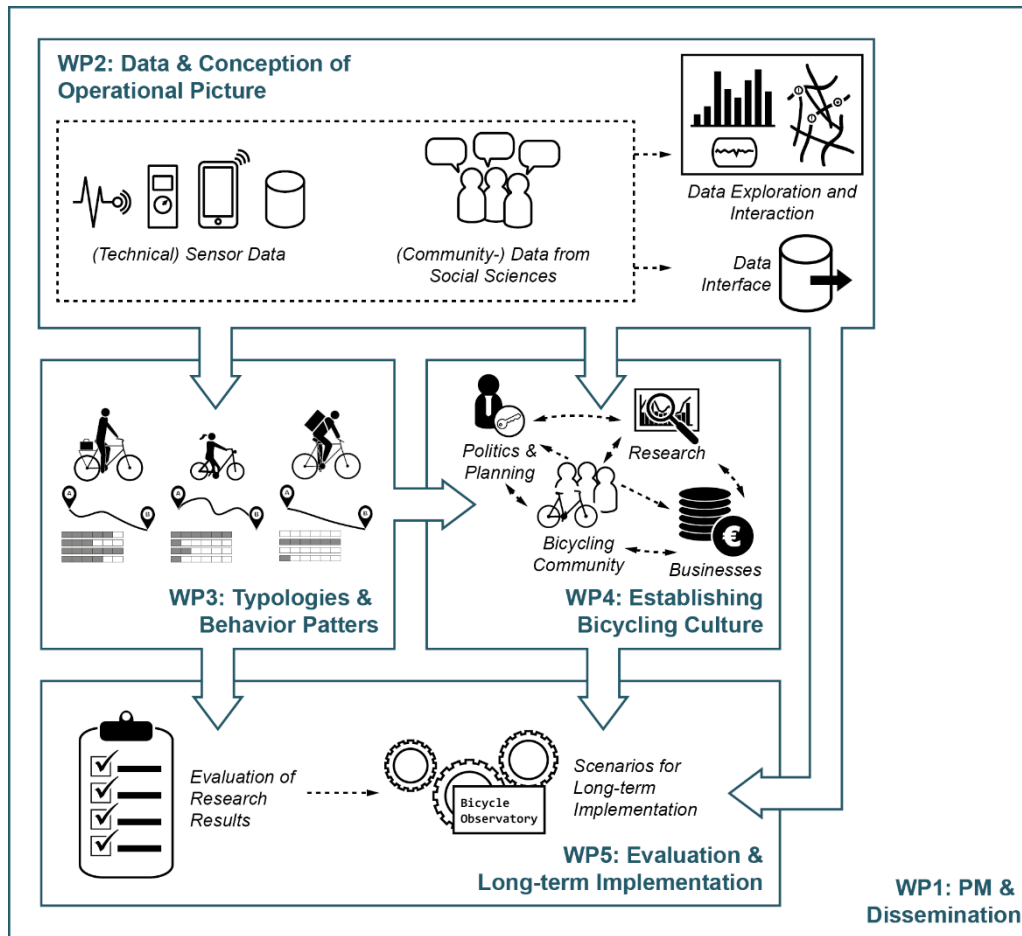 WP2: Data & Conception of
Operational Picture
(Technical) Sensor Data
(Community-) Data from
Social Sciences
Data Exploration and
Interaction
Data
Interface
A
B
A
B
A
B
WP3: Typologies &
Behavior Patters
Politics &
Planning
Research
Bicycling
Community
€
Businesses
WP4: Establishing
Bicycling Culture
Evaluation of
Research
Results
Bicycle
Observatory
Scenarios for
Long-term
Implementation
WP5: Evaluation &
Long-term Implementation
WP1: PM &
Dissemination